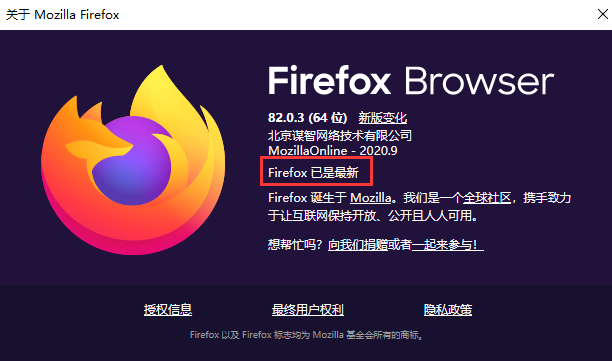 关于 Mozilla Firefox
Firefox Browser
82.0.3 (64 位) 新版变化
北京谋智网络技术有限公司
MozillaOnline - 2020.9
Firefox 已是最新
Firefox 诞生于 Mozilla。我们是一个全球社区，携手致力
于让互联网保持开放、公开且人人可用。
想帮忙吗？向我们捐赠或者一起来参与！
授权信息 最终用户权利 隐私政策
Firefox 以及 Firefox 标志均为 Mozilla 基金会所有的商标。